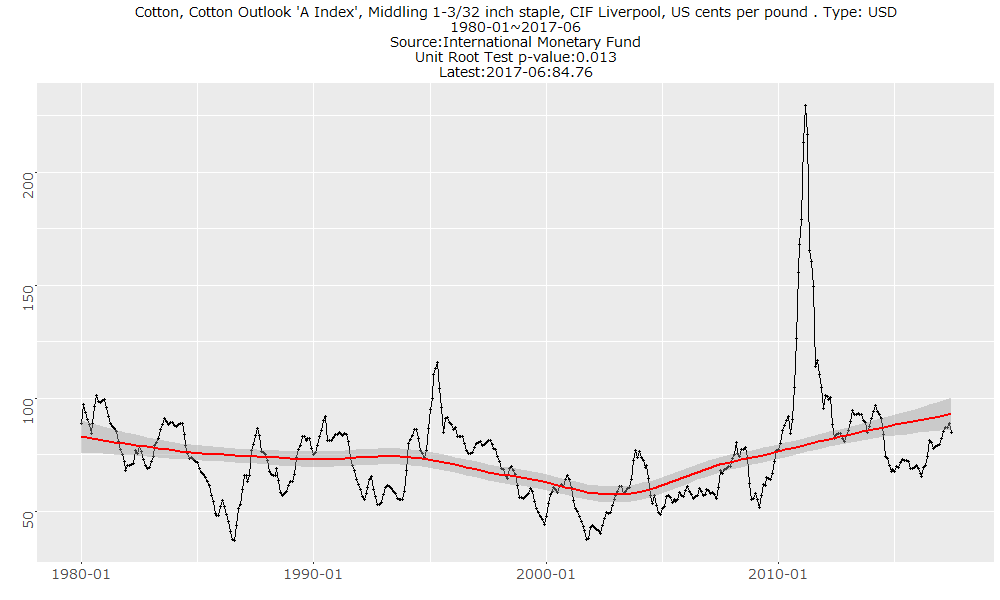 Cotton, Cotton Outlook 'A Index', Middling 1-3/32 inch staple, CIF Liverpool, US cents per pound . Type: USD
1980-01~2017-06
Source:International Monetary Fund
Unit Root Test p-value:0.013
Latest:2017-06:84.76
200
150
100
50
1980-01
1990-01
2000-01
2010-01